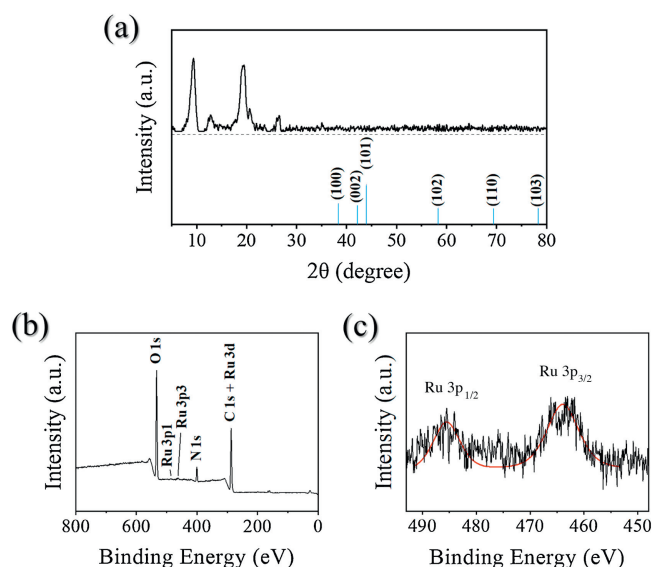 (a)
Intensity (a.u.)
(100)
(002)
(101)
(102)
(110)
(103)
10 20 30 40 50 60 70 80
2θ (degree)
(b)
Intensity (a.u.)
O 1s
Ru 3p1
Ru 3p3
N 1s
C 1s + Ru 3d
800 600 400 200 0
Binding Energy (eV)
(c)
Intensity (a.u.)
Ru 3p1/2
Ru 3p3/2
490 480 470 460 450
Binding Energy (eV)